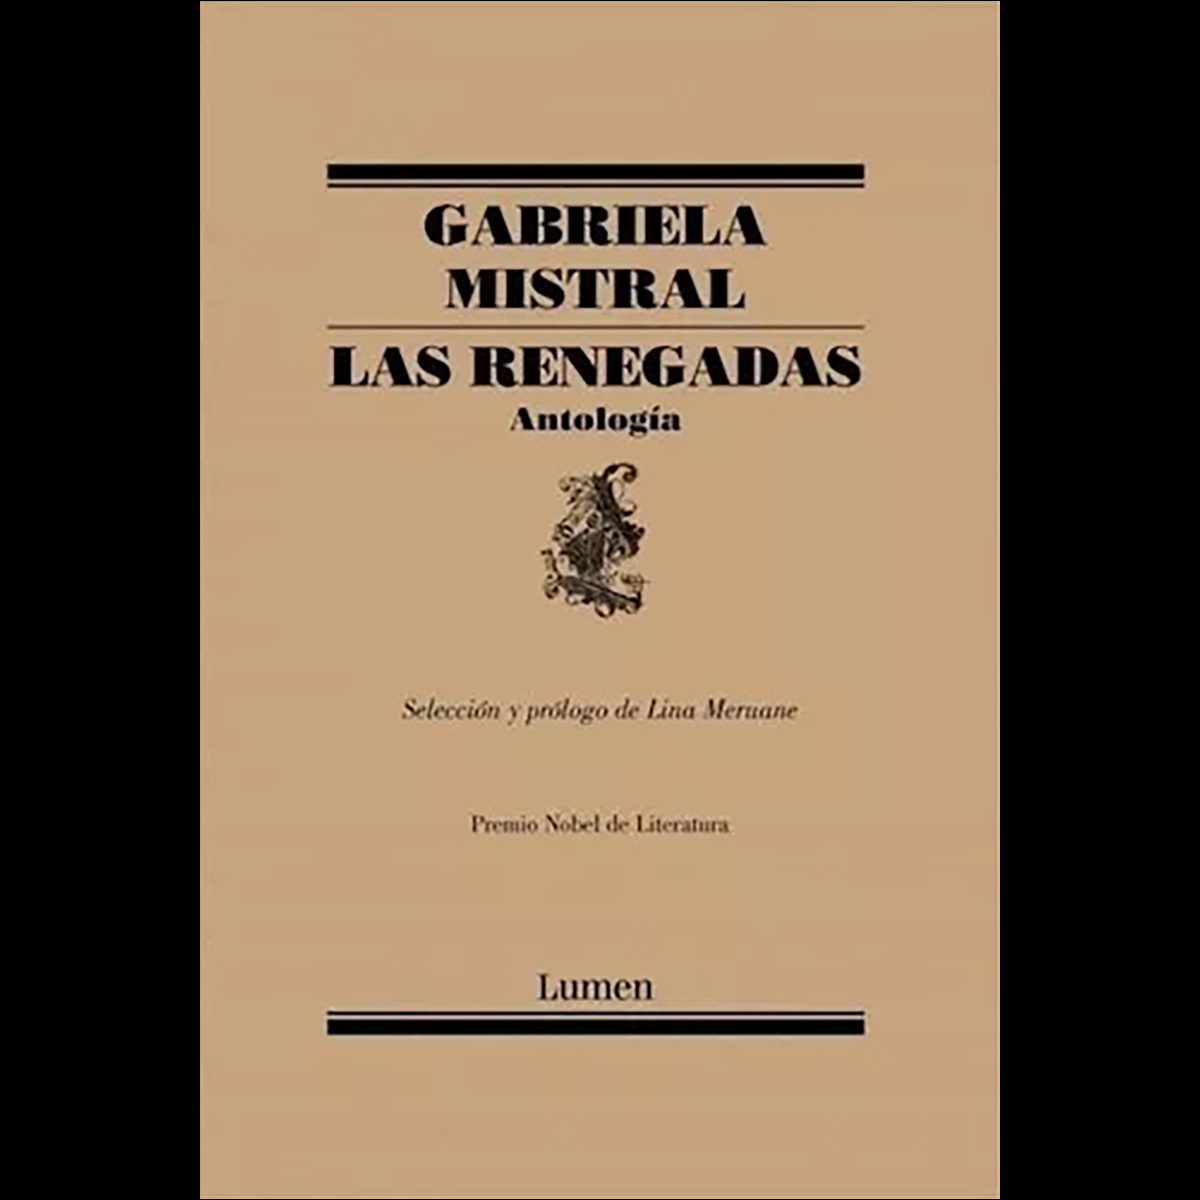 GABRIELA
MISTRAL
LAS RENEGADAS
Antología
Selección y prólogo de Lina Meruane
Premio Nobel de Literatura
Lumen